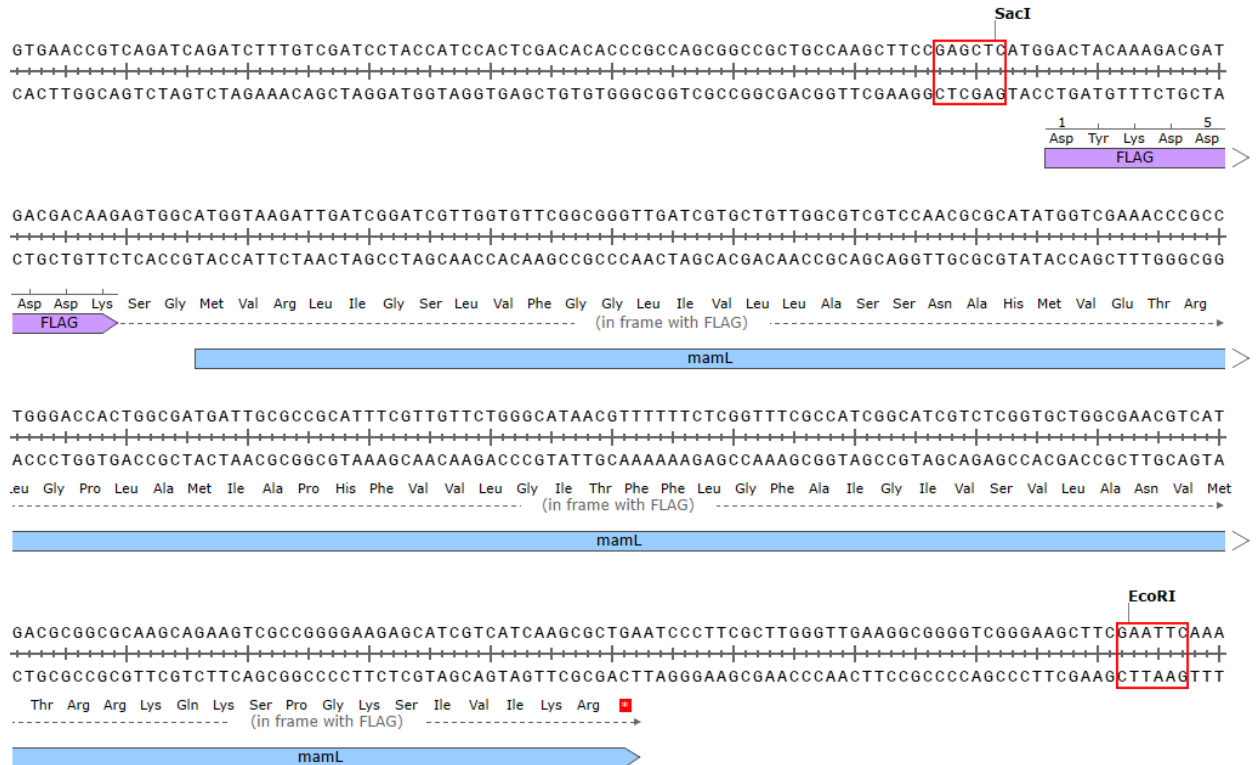 SacI
GTGAACCGTCAGATCAGATCTTTGTCGATCCTACCATCCACTCGACACACCCGCCAGCGGCCGCTGCCAAGCTTCCGAGCTCATGGACTACAAAGACGAT
CACTTGGCAGTCTAGTCTAGAAACAGCTAGGATGGTAGGTGAGCTGTGTGGGCGGTCGCCGGCGACGGTTCGAAGGCTCGAGTACCTGATGTTTCTGCTA
1 5
Asp Tyr Lys Asp Asp
FLAG
GACGACAAGAGTGGCATGGTAAGATTGATCGGATCGTTGGTGTTCGGCGGGTTGATCGTGCTGTTGGCGTCGTCCAACGCGCATATGGTCGAAACCCGCC
CTGCTGTTCTCACCGTACCATTCTAACTAGCCTAGCAACCACAAGCCGCCCAACTAGCACGACAACCGCAGCAGGTTGCGCGTATACCAGCTTTGGGCGG
Asp Asp Lys Ser Gly Met Val Arg Leu Ile Gly Ser Leu Val Phe Gly Gly Leu Ile Val Leu Leu Ala Ser Ser Asn Ala His Met Val Glu Thr Arg
FLAG (in frame with FLAG)
mamL
TGGGACCACTGGCGATGATTGCGCCGCATTTCGTTGTTCTGGGCATAACGTTTTTTCTCGGTTTCGCCATCGGCATCGTCTCGGTGCTGGCGAACGTCAT
ACCCTGGTGACCGCTACTAACGCGGCGTAAAGCAACAAGACCCGTATTGCAAAAAAGAGCCAAAGCGGTAGCCGTAGCAGAGCCACGACCGCTTGCAGTA
Leu Gly Pro Leu Ala Met Ile Ala Pro His Phe Val Val Leu Gly Ile Thr Phe Phe Leu Gly Phe Ala Ile Gly Ile Val Ser Val Leu Ala Asn Val Met
(in frame with FLAG)
mamL
EcoRI
GACGCGGCGCAAGCAGAAGTCGCCGGGGAAGAGCATCGTCATCAAGCGCTGAATCCCTTCGCTTGGGTTGAAGGCGGGGTCGGGAAGCTTCGAATTCAAA
CTGCGCCGCGTTCGTCTTCAGCGGCCCCTTCTCGTAGCAGTAGTTCGCGACTTAGGGAAGCGAACCCAACTTCCGCCCCAGCCCTTCGAAGCTTAAGTTT
Thr Arg Arg Lys Gln Lys Ser Pro Gly Lys Ser Ile Val Ile Lys Arg *
(in frame with FLAG)
mamL